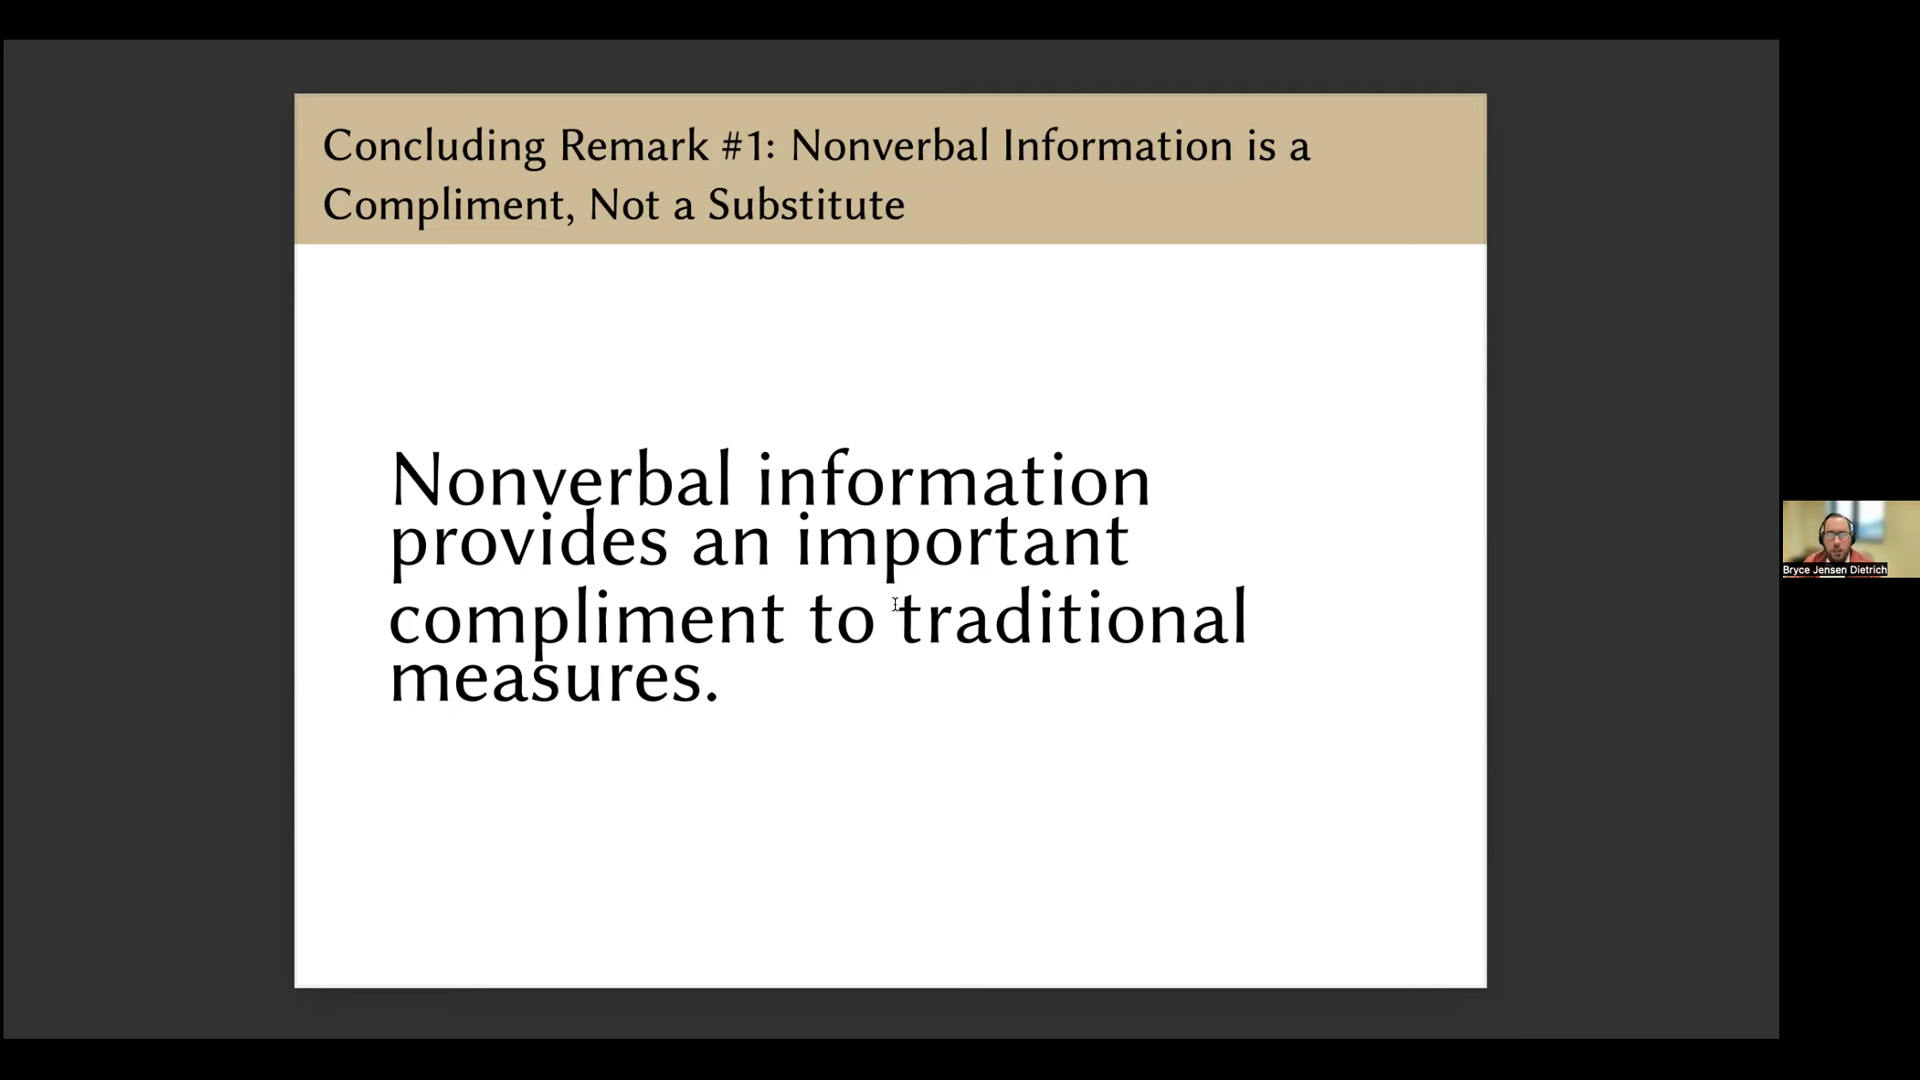 Concluding Remark #1: Nonverbal Information is a
Compliment, Not a Substitute
Nonverbal information
provides an important
compliment to traditional
measures.
Bryce Jensen Dietrich